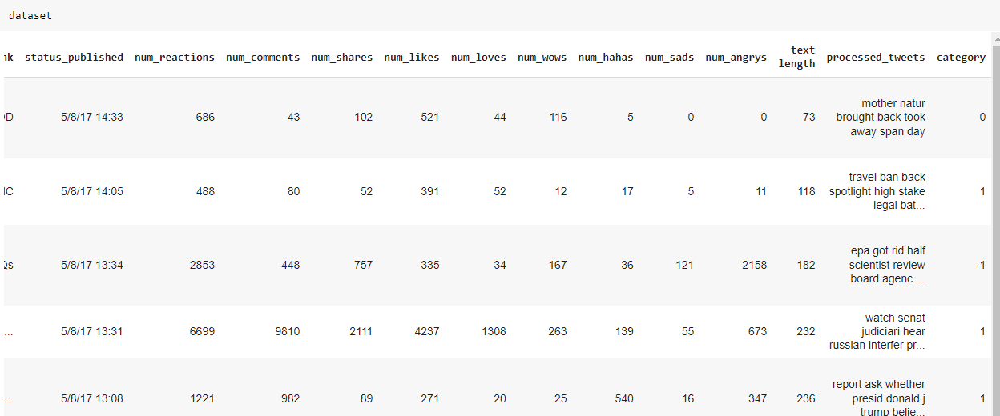 dataset
nk status_published num_reactions num_comments num_shares num_likes num_loves num_wows num_hahas num_sads num_angrys text length processed_tweets category
5/8/17 14:33 686 43 102 521 44 116 5 0 0 73 mother natur brought back took away span day 0
5/8/17 14:05 488 80 52 391 52 12 17 5 11 118 travel ban back spotlight high stake legal bat... 1
Qs 5/8/17 13:34 2853 448 757 335 34 167 36 121 2158 182 epa got rid half scientist review board agenc ... -1
... 5/8/17 13:31 6699 9810 2111 4237 1308 263 139 55 673 232 watch senat judiciari hear russian interfer pr... 1
... 5/8/17 13:08 1221 982 89 271 20 25 540 16 347 236 report ask whether presid donald j trump belie... 1